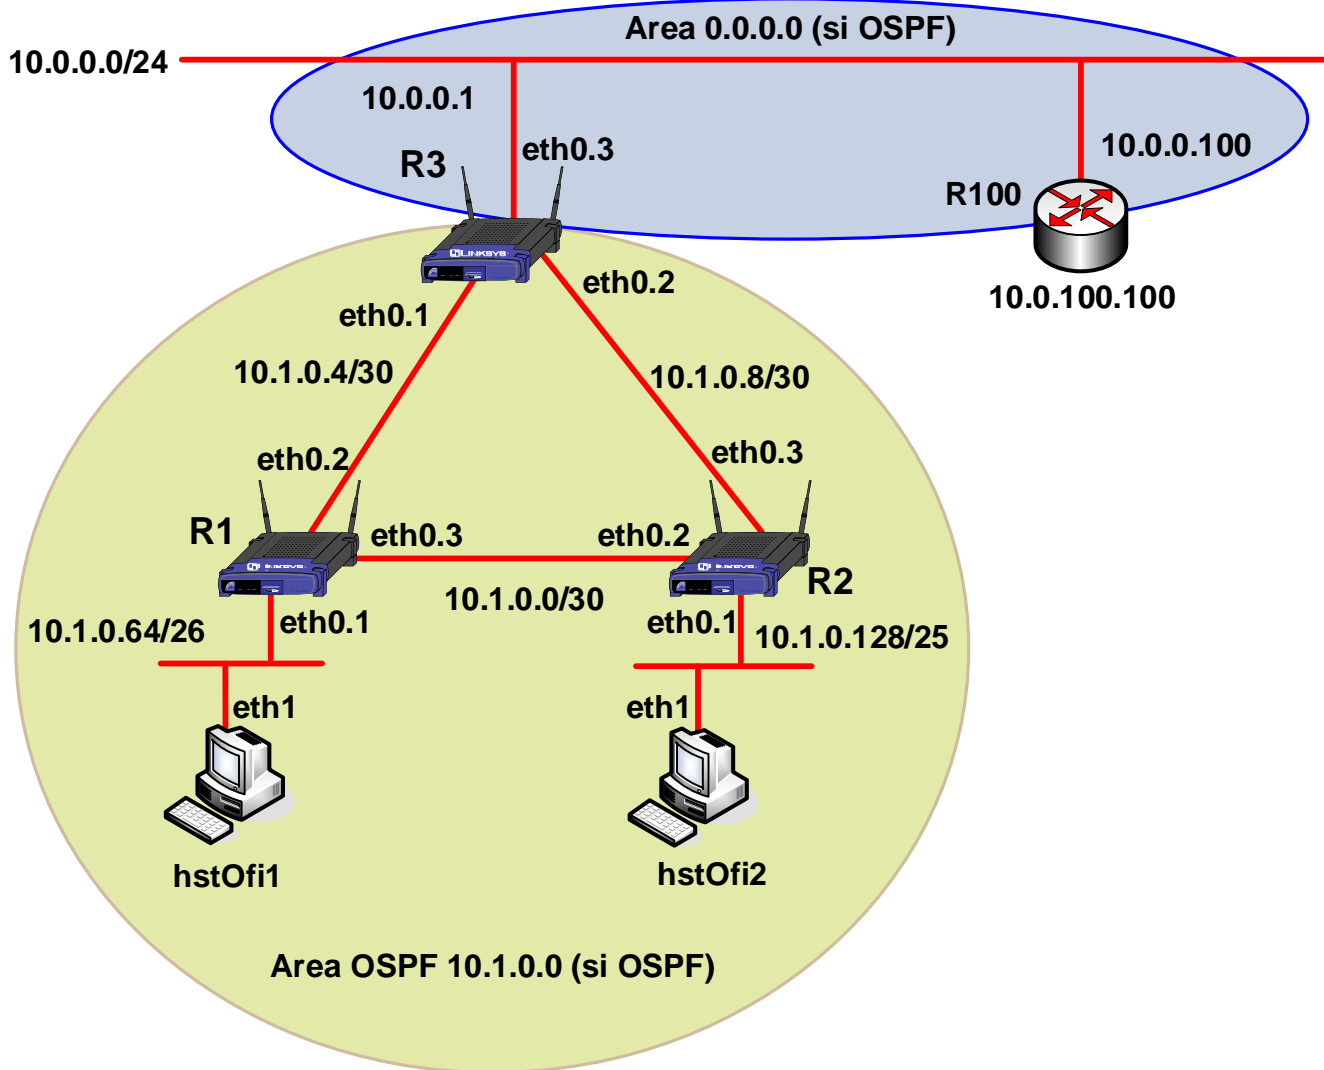 Area 0.0.0.0 (si OSPF)
10.0.0.0/24
10.0.0.1
eth0.3
R3
10.0.0.100
R100
LINKSYS
10.0.100.100
eth0.2
eth0.1
10.1.0.4/30
10.1.0.8/30
eth0.2
eth0.3
R1
eth0.3
eth0.2
R2
10.1.0.0/30
10.1.0.64/26
eth0.1
eth0.1
10.1.0.128/25
eth1
eth1
hstOfi1
hstOfi2
Area OSPF 10.1.0.0 (si OSPF)